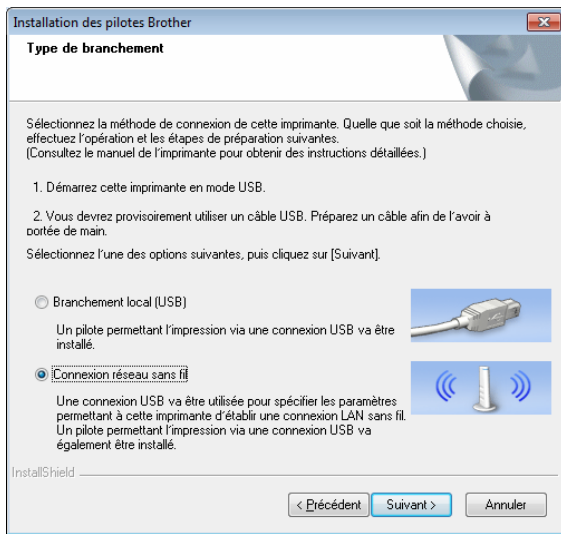 Installation des pilotes Brother
Type de branchement
Sélectionnez la méthode de connexion de cette imprimante. Quelle que soit la méthode choisie,
effectuez l'opération et les étapes de préparation suivantes.
(Consultez le manuel de l'imprimante pour obtenir des instructions détaillées.)
1. Démarrez cette imprimante en mode USB.
2. Vous devrez provisoirement utiliser un câble USB. Préparez un câble afin de l'avoir à
portée de main.
Sélectionnez l'une des options suivantes, puis cliquez sur [Suivant].
Branchement local (USB)
Un pilote permettant l'impression via une connexion USB va être
installé.
Connexion réseau sans fil
Une connexion USB va être utilisée pour spécifier les paramètres
permettant à cette imprimante d'établir une connexion LAN sans fil.
Un pilote permettant l'impression via une connexion USB va
également être installé.
InstallShield
< Précédent
Suivant >
Annuler